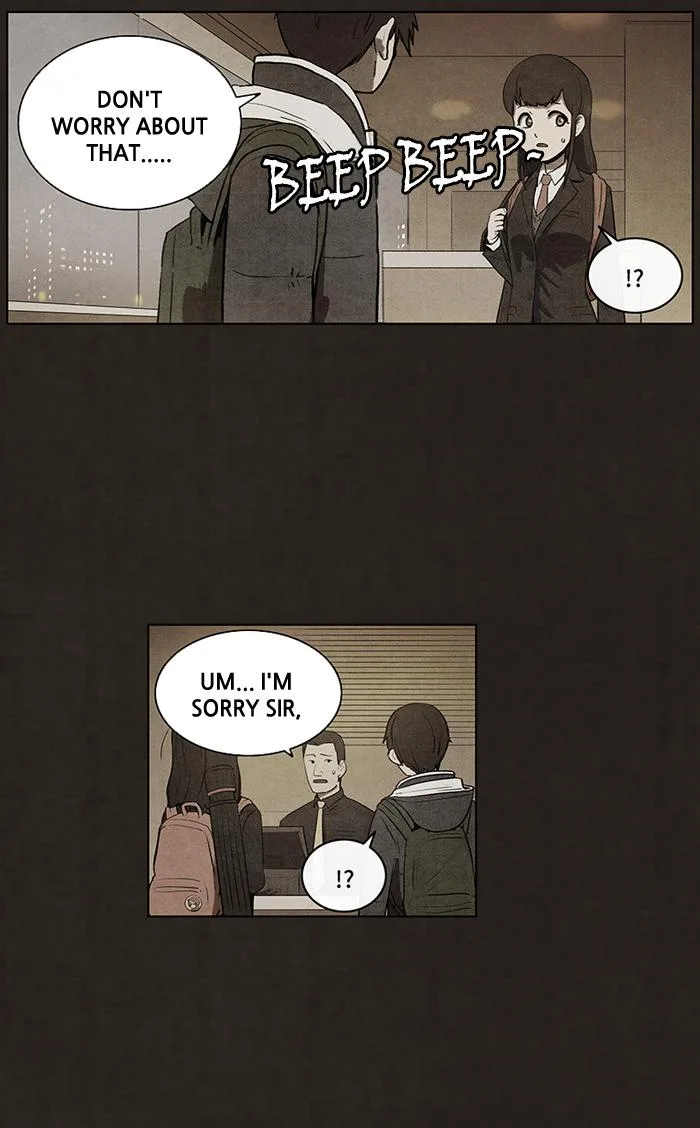 DON'T
WORRY ABOUT
THAT.....
BEEP BEEP~
!?
UM... I'M
SORRY SIR,
!?